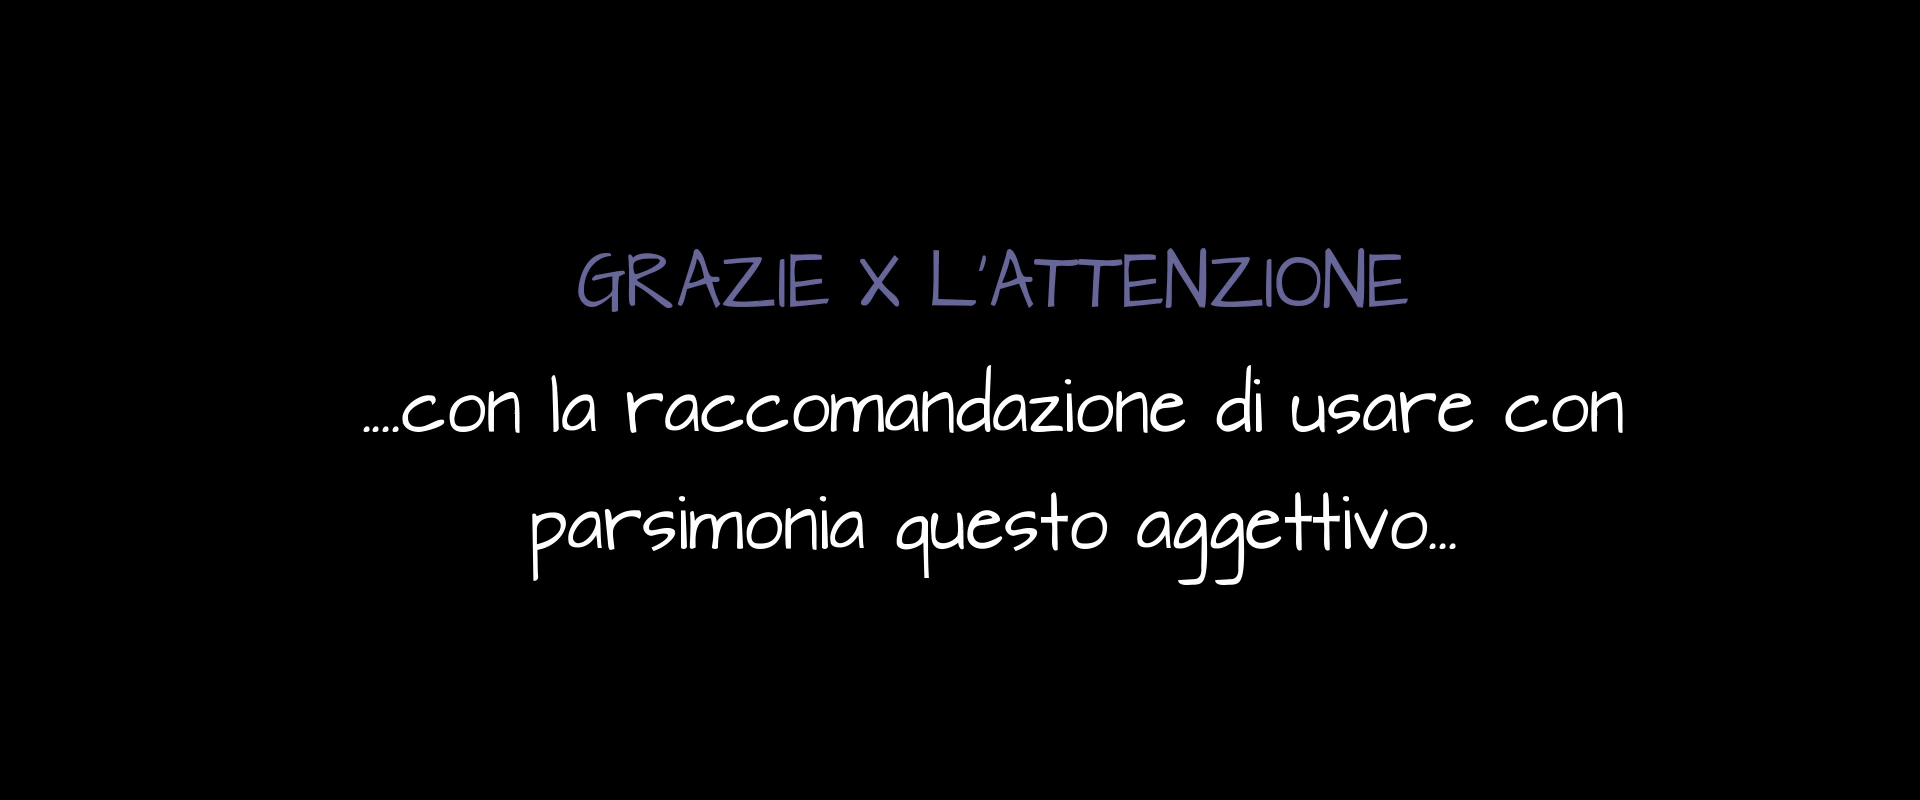 GRAZIE X L'ATTENZIONE
....con la raccomandazione di usare con
parsimonia questo aggettivo...